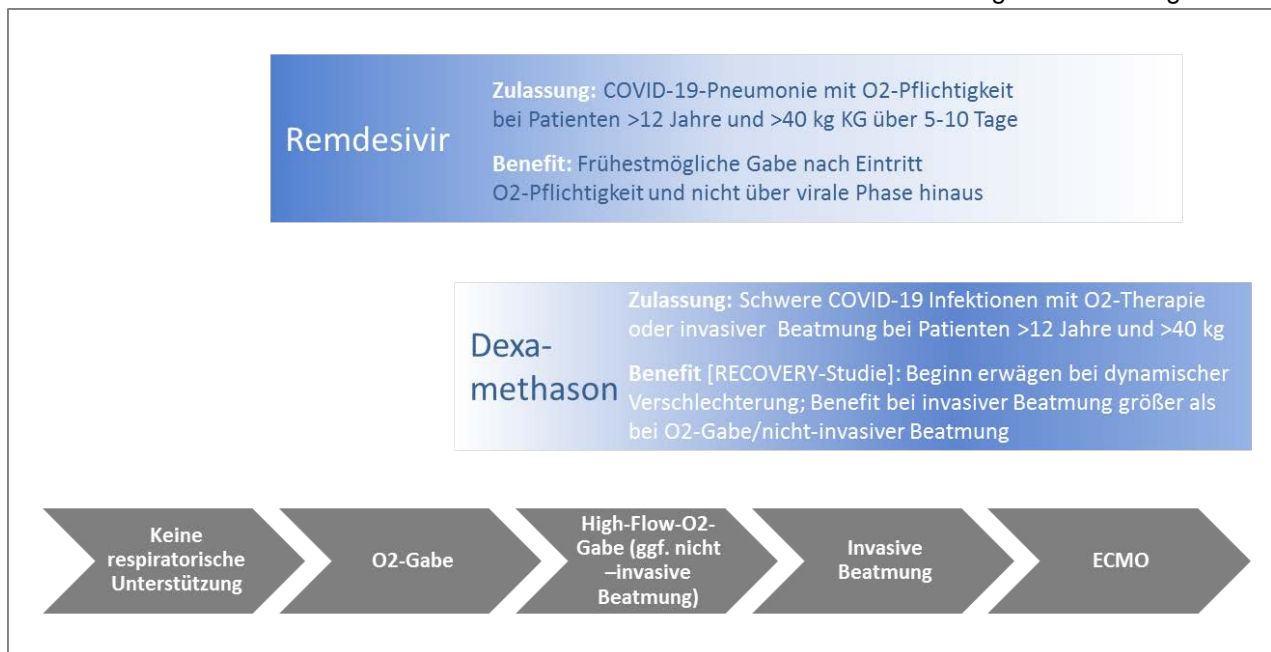 Remdesivir
Zulassung: COVID-19-Pneumonie mit O2-Pflichtigkeit
bei Patienten >12 Jahre und >40 kg KG über 5-10 Tage
Benefit: Frühestmögliche Gabe nach Eintritt
O2-Pflichtigkeit und nicht über virale Phase hinaus
Dexa-
methason
Zulassung: Schwere COVID-19 Infektionen mit O2-Therapie
oder invasiver Beatmung bei Patienten >12 Jahre und >40 kg
Benefit [RECOVERY-Studie]: Beginn erwägen bei dynamischer
Verschlechterung; Benefit bei invasiver Beatmung größer als
bei O2-Gabe/nicht-invasiver Beatmung
Keine
respiratorische
Unterstützung
O2-Gabe
High-Flow-O2-
Gabe (ggf. nicht
–invasive
Beatmung)
Invasive
Beatmung
ECMO